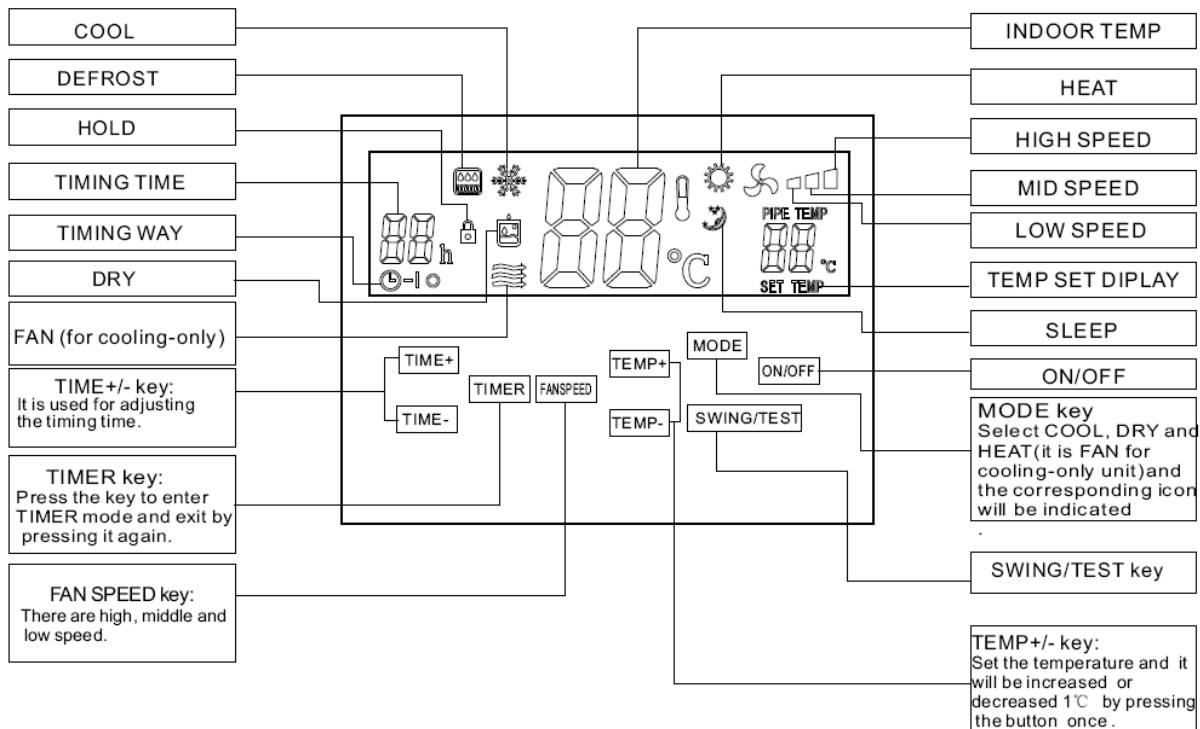 COOL
DEFROST
HOLD
TIMING TIME
TIMING WAY
DRY
FAN (for cooling-only)
TIME+/- key:
It is used for adjusting
the timing time.
TIMER key:
Press the key to enter
TIMER mode and exit by
pressing it again.
FAN SPEED key:
There are high, middle and
low speed.
88
h
88
°C
PIPE TEMP
88
°C
SET TEMP
TIME+
TIME-
TIMER
FANSPEED
TEMP+
TEMP-
MODE
ON/OFF
SWING/TEST
INDOOR TEMP
HEAT
HIGH SPEED
MID SPEED
LOW SPEED
TEMP SET DIPLAY
SLEEP
ON/OFF
MODE key
Select COOL, DRY and
HEAT(it is FAN for
cooling-only unit)and
the corresponding icon
will be indicated
.
SWING/TEST key
TEMP+/- key:
Set the temperature and it
will be increased or
decreased 1℃ by pressing
the button once .